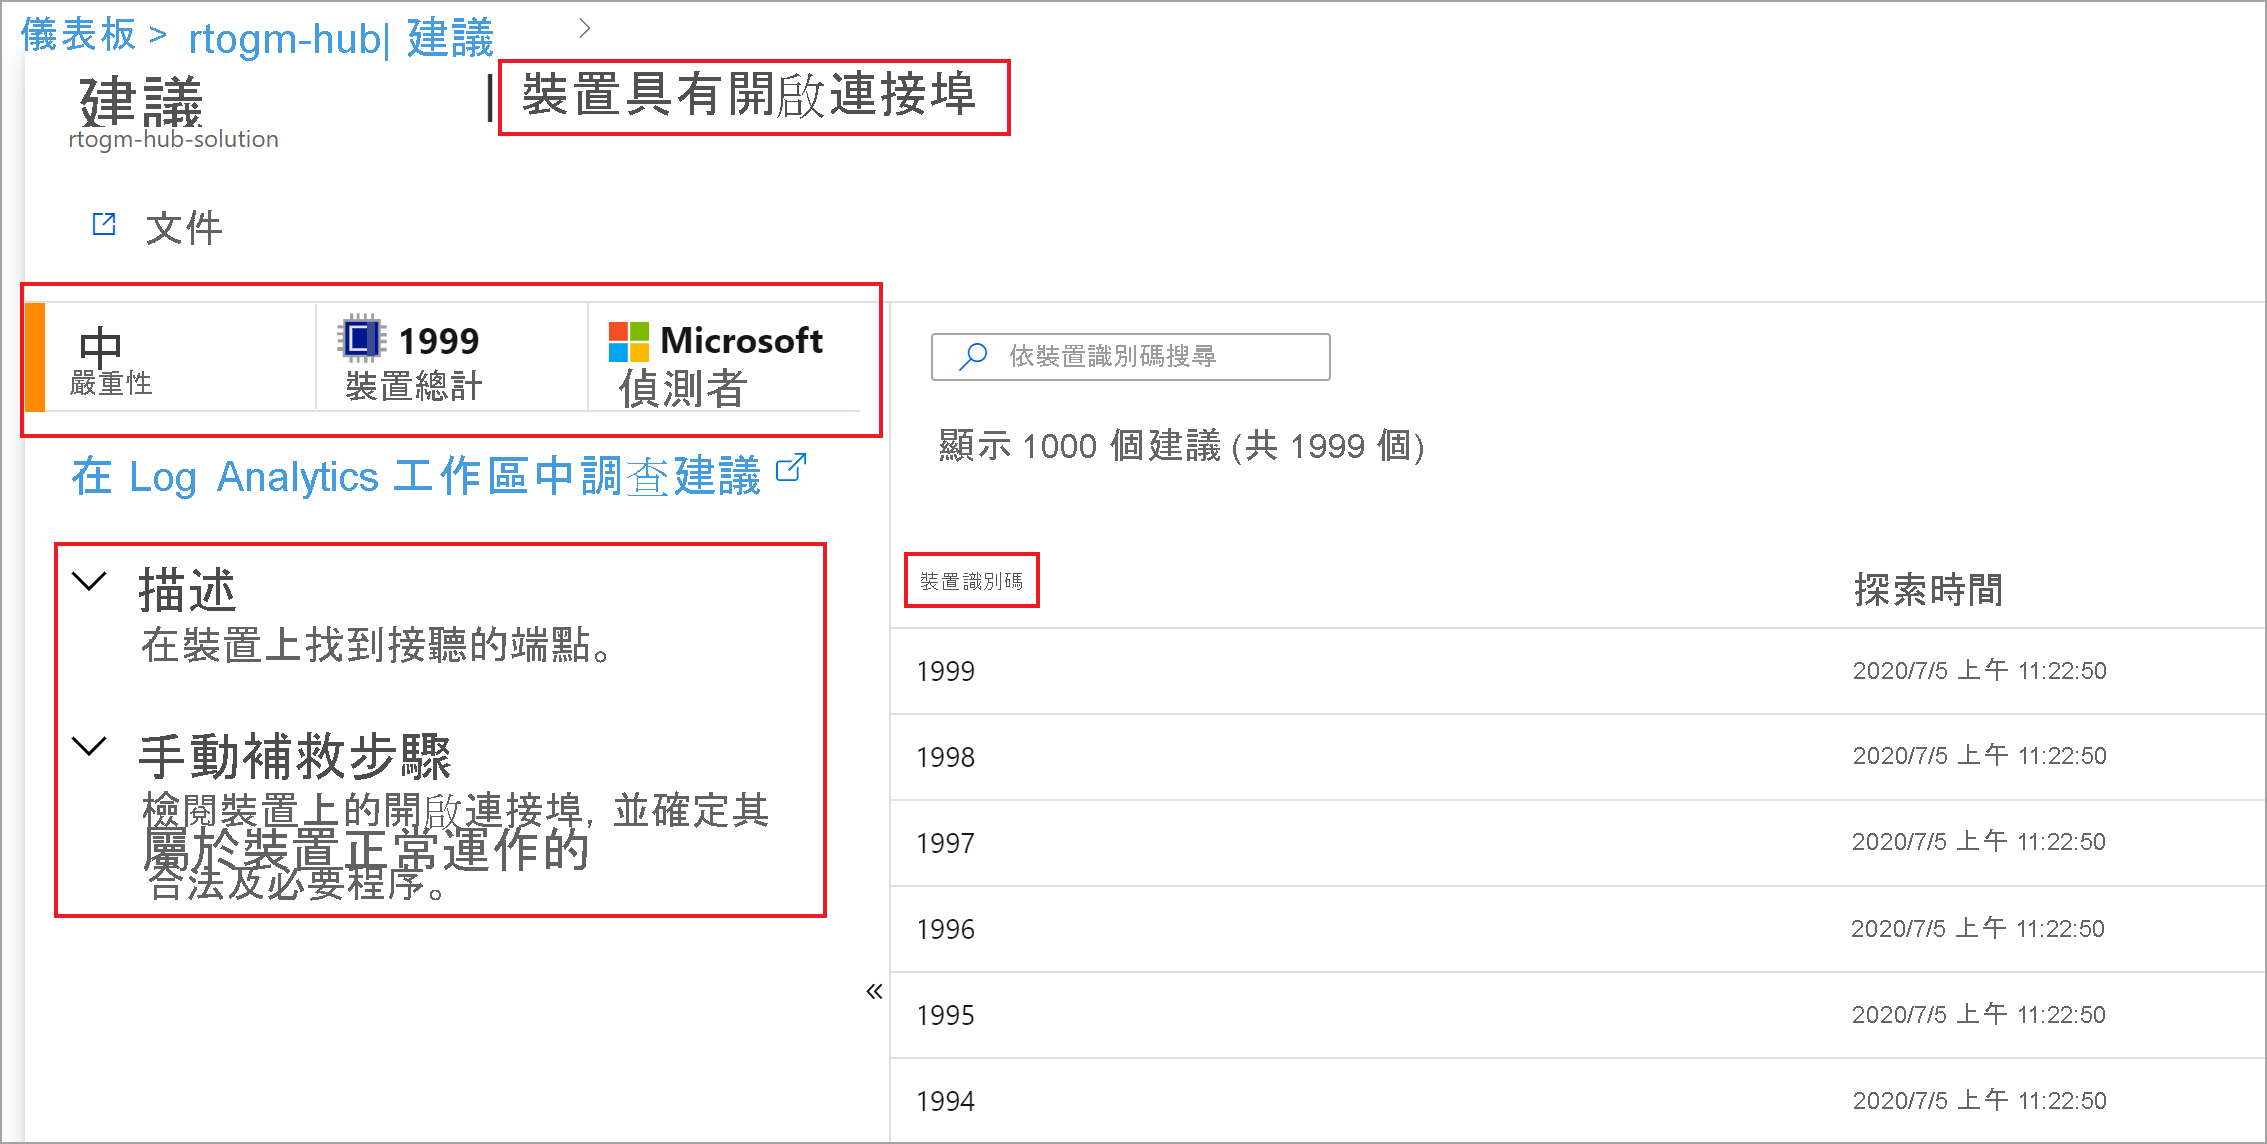 儀表板 > rtogm-hub| 建議 >
建議 | 裝置具有開啟連接埠
rtogm-hub-solution
文件
中
嚴重性
1999
裝置總計
Microsoft
偵測者
在 Log Analytics 工作區中調查建議
描述
在裝置上找到接聽的端點。
手動補救步驟
檢閱裝置上的開啟連接埠, 並確定其
屬於裝置正常運作的
合法及必要程序。
«
依裝置識別碼搜尋
顯示 1000 個建議 (共 1999 個)
裝置識別碼 探索時間
1999 2020/7/5 上午 11:22:50
1998 2020/7/5 上午 11:22:50
1997 2020/7/5 上午 11:22:50
1996 2020/7/5 上午 11:22:50
1995 2020/7/5 上午 11:22:50
1994 2020/7/5 上午 11:22:50